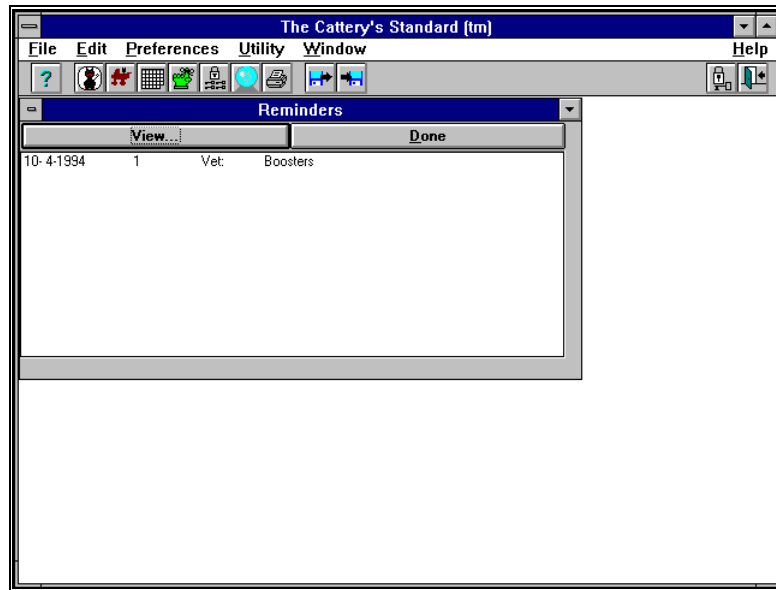 The Cattery's Standard (tm)
File Edit Preferences Utility Window Help
?
Reminders
View... Done
10- 4-1994 1 Vet: Boosters